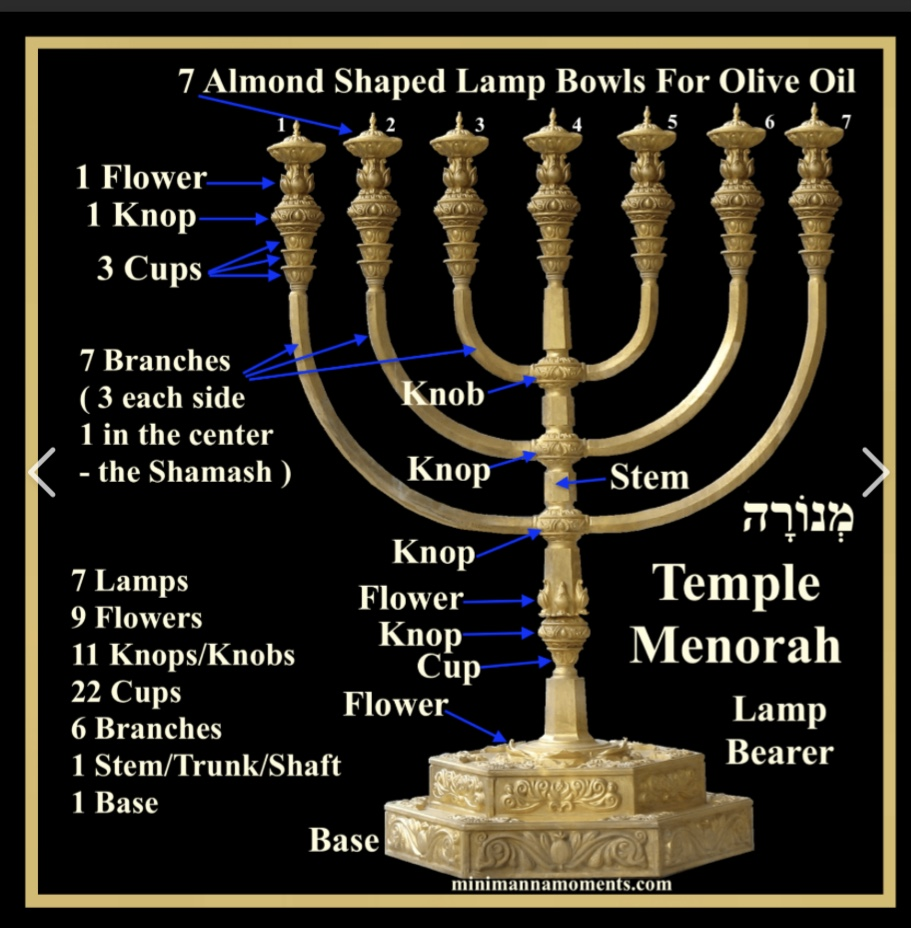 7 Almond Shaped Lamp Bowls For Olive Oil
1 2 3 4 5 6 7
1 Flower
1 Knop
3 Cups
7 Branches
( 3 each side
1 in the center
- the Shamash )
Knob
Knop
Stem
Knop
מְנוֹרָה
Temple
Menorah
Lamp
Bearer
Flower
Knop
Cup
Flower
7 Lamps
9 Flowers
11 Knops/Knobs
22 Cups
6 Branches
1 Stem/Trunk/Shaft
1 Base
Base
minimannamoments.com